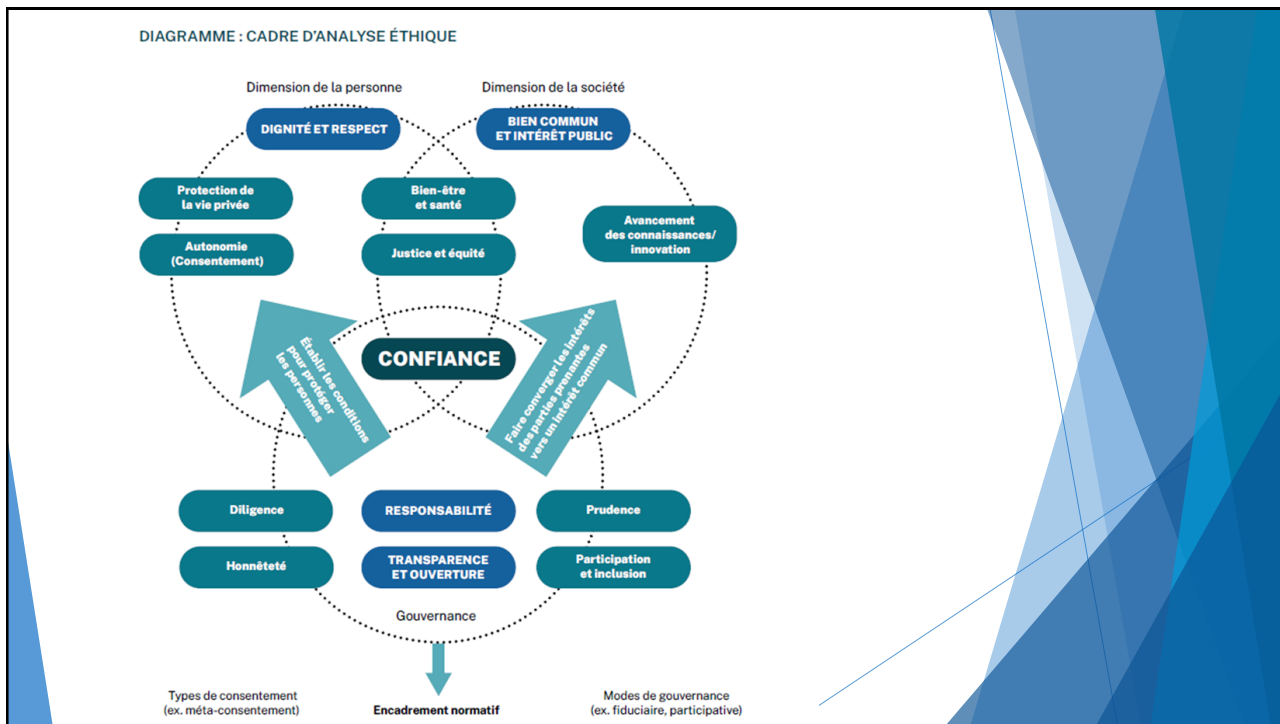 DIAGRAMME : CADRE D'ANALYSE ÉTHIQUE
Dimension de la personne
Dimension de la société
DIGNITÉ ET RESPECT
BIEN COMMUN
ET INTÉRÊT PUBLIC
Protection de
la vie privée
Bien-être
et santé
Avancement
des connaissances/
innovation
Autonomie
(Consentement)
Justice et équité
Établir les conditions
pour protéger
les personnes
CONFIANCE
Faire converger les intérêts
des parties prenantes
vers un intérêt commun
Diligence
RESPONSABILITÉ
Prudence
Honnêteté
TRANSPARENCE
ET OUVERTURE
Participation
et inclusion
Gouvernance
Types de consentement
(ex. méta-consentement)
Encadrement normatif
Modes de gouvernance
(ex. fiduciaire, participative)